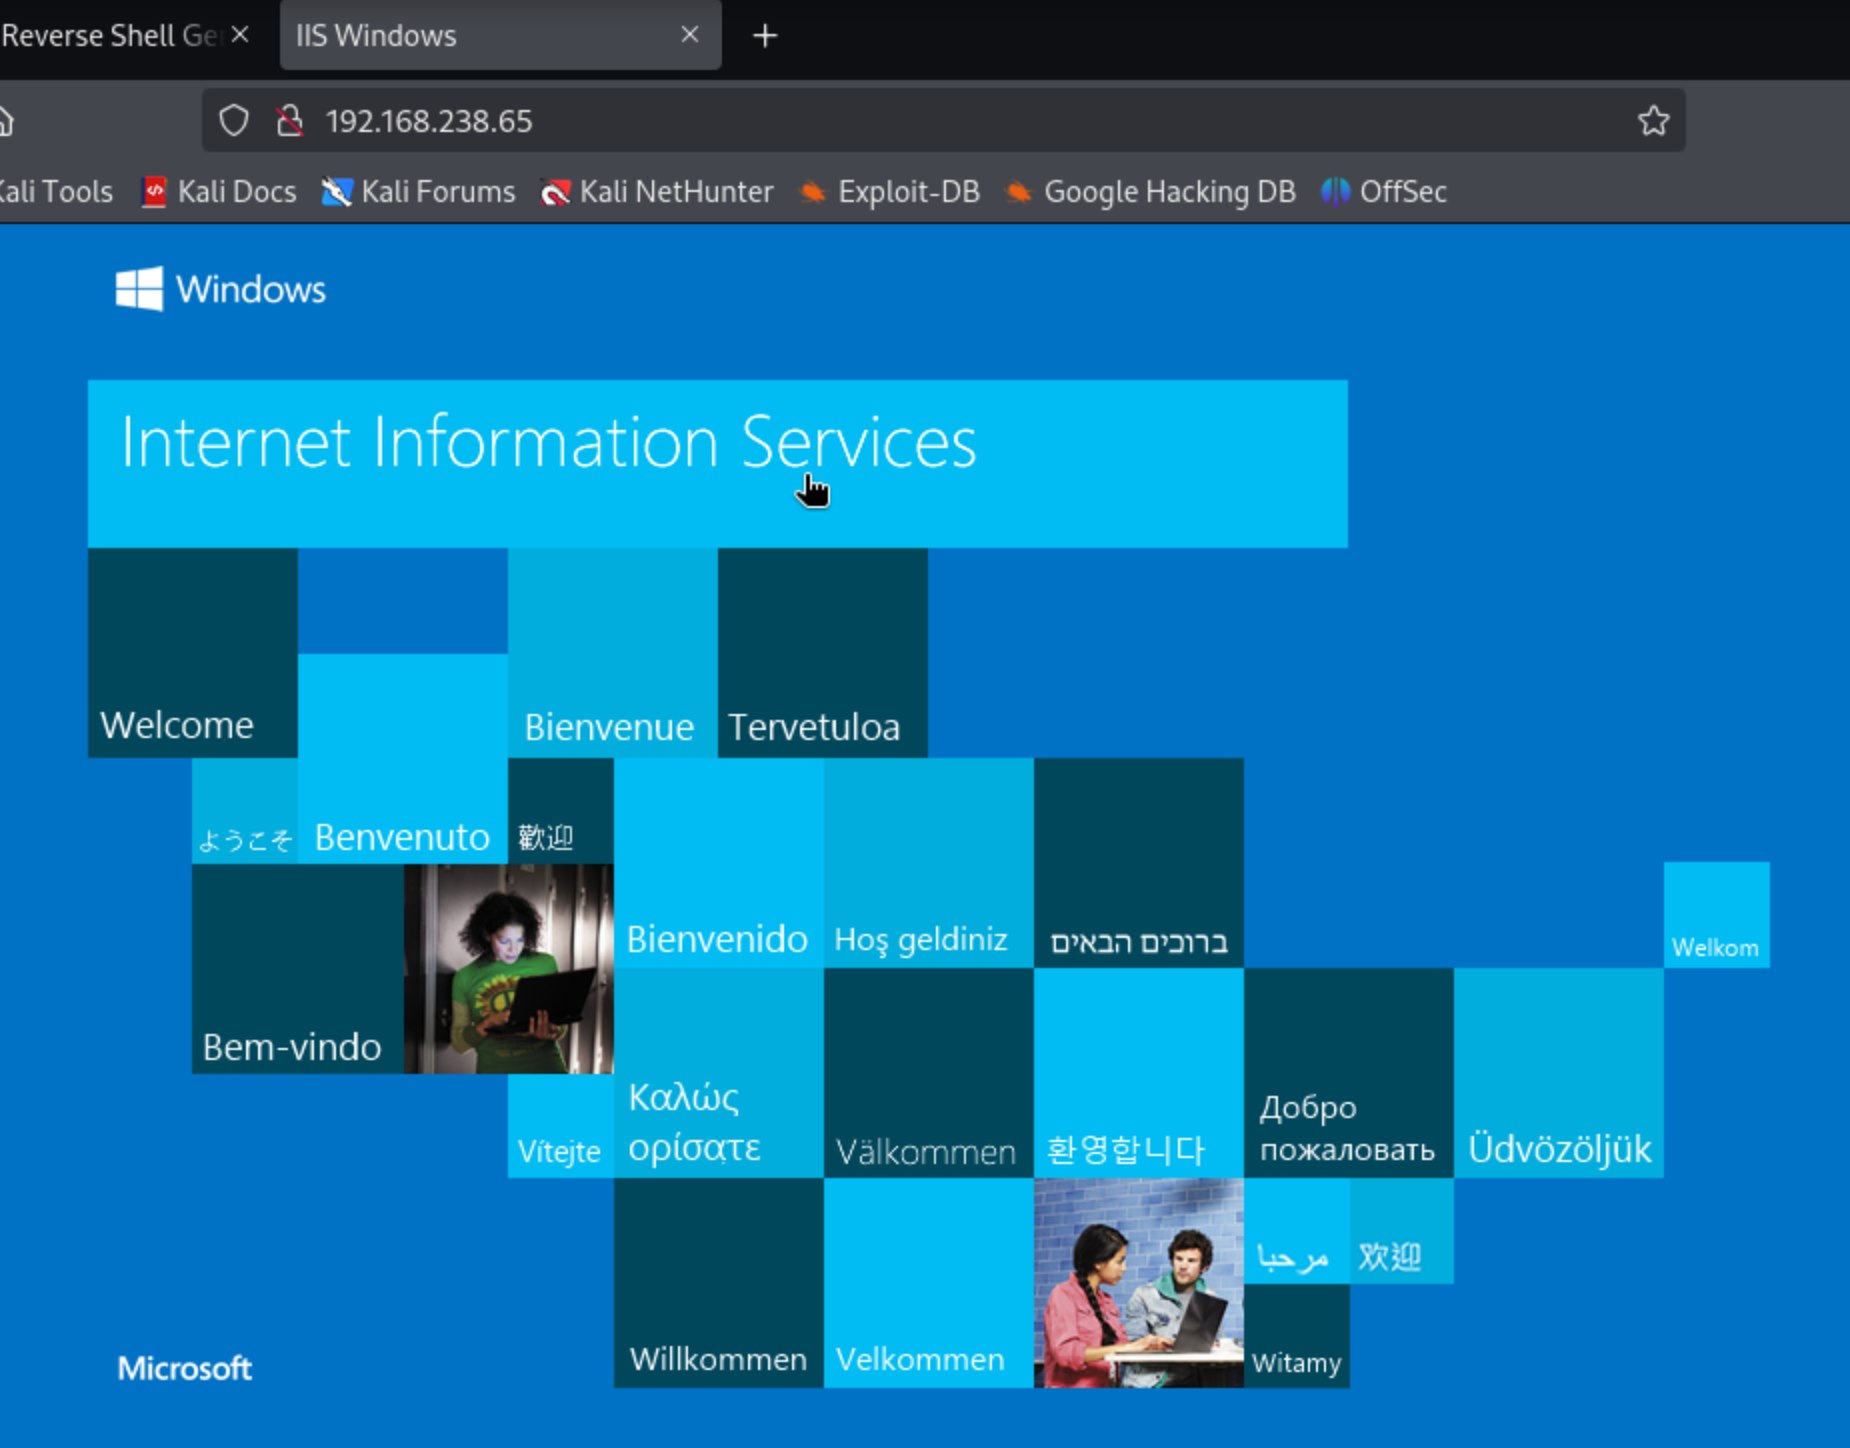 Reverse Shell Ge
IIS Windows
192.168.238.65
Kali Tools
Kali Docs
Kali Forums
Kali NetHunter
Exploit-DB
Google Hacking DB
OffSec
Windows
Internet Information Services
Welcome
Bienvenue
Tervetuloa
ようこそ
Benvenuto
歡迎
Bienvenido
Hoş geldiniz
ברוכים הבאים
Welkom
Bem-vindo
Vítejte
Καλώς
ορίσατε
Välkommen
환영합니다
Добро
пожаловать
Üdvözöljük
مرحبا
欢迎
Willkommen
Velkommen
Witamy
Microsoft